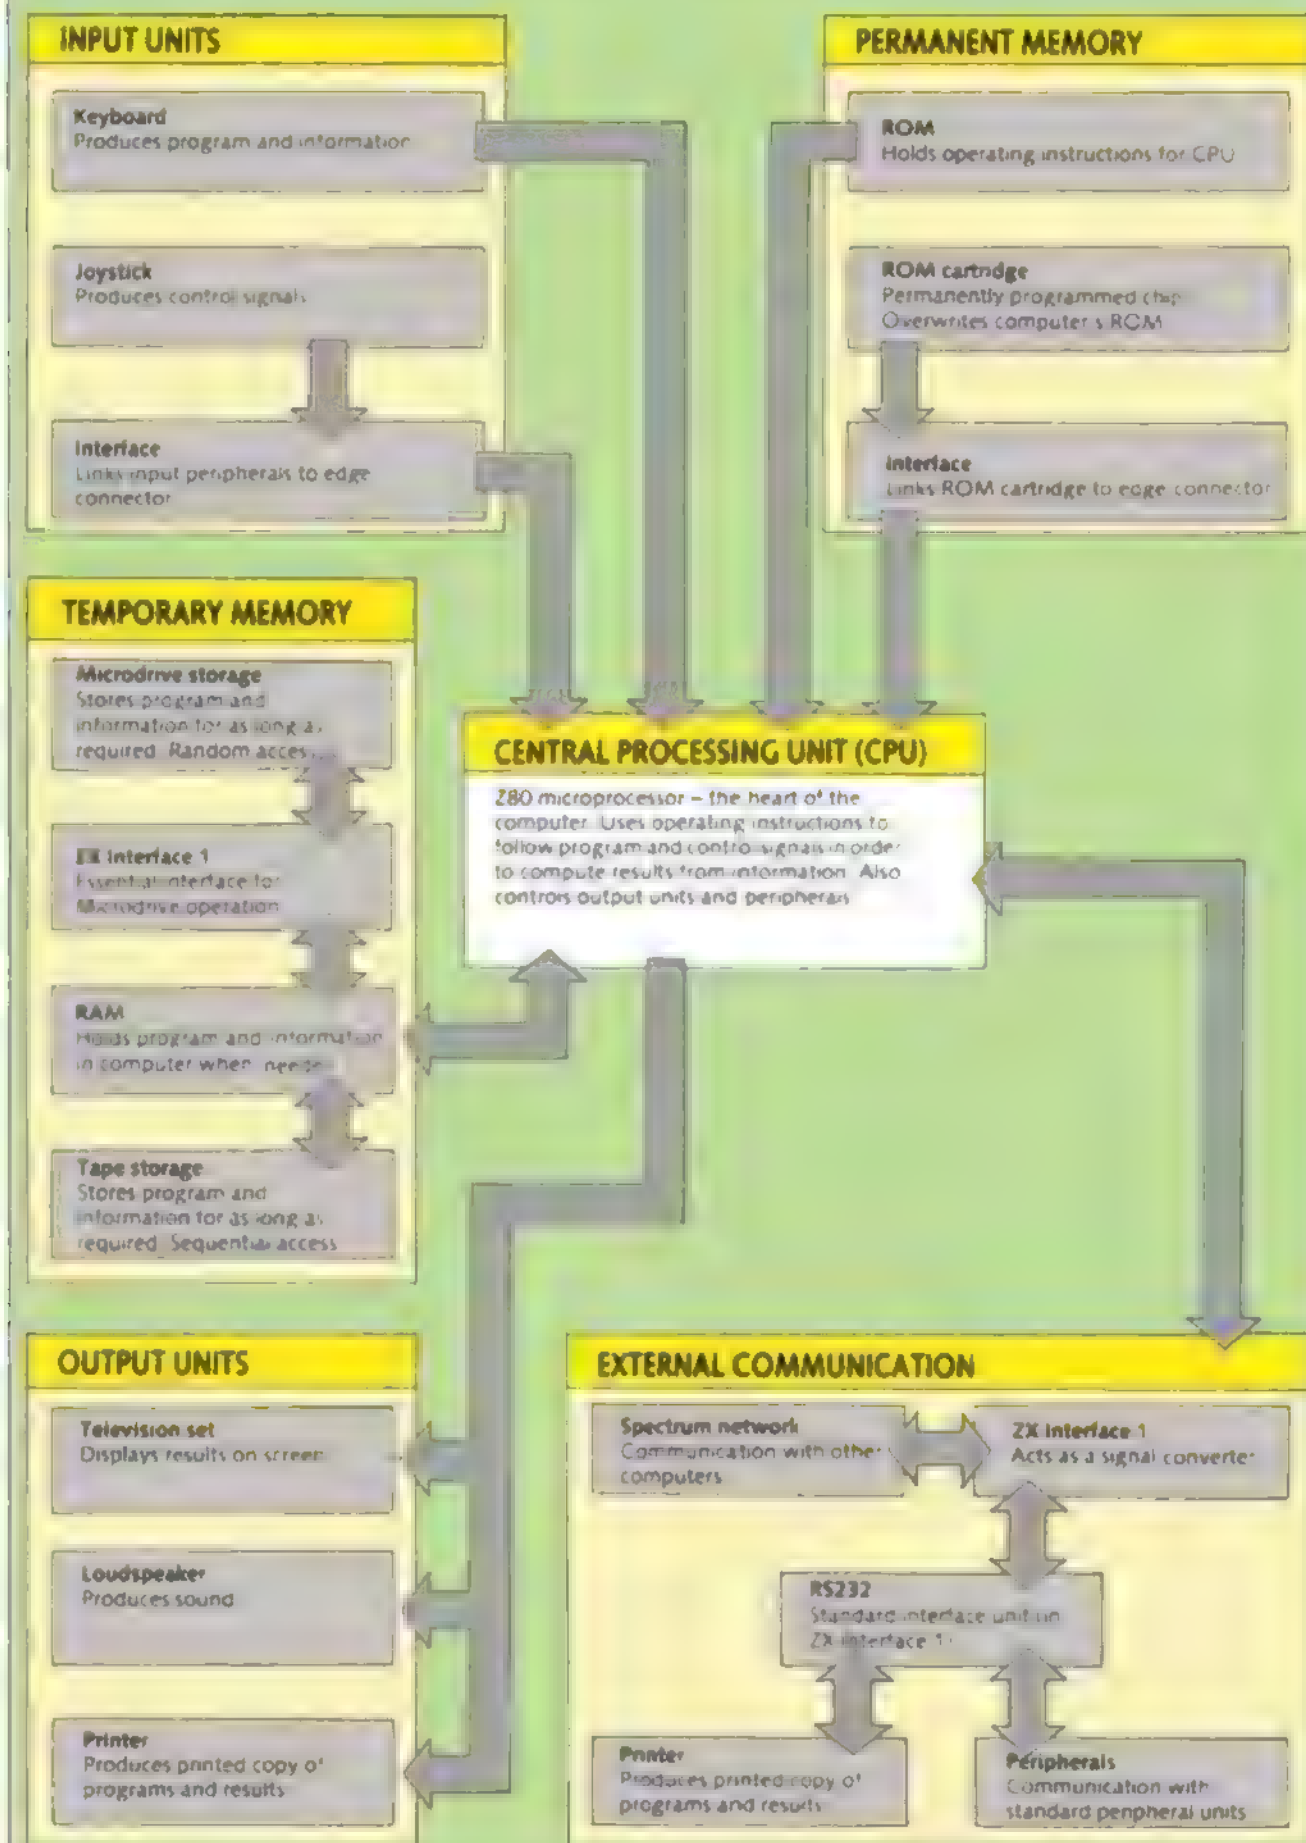 INPUT UNITS
Keyboard
Produces program and information
Joystick
Produces control signals
Interface
Links input peripherals to edge
connector
PERMANENT MEMORY
ROM
Holds operating instructions for CPU
ROM cartridge
Permanently programmed chip
Overwrites computer's ROM
Interface
Links ROM cartridge to edge connector
TEMPORARY MEMORY
Microdrive storage
Stores program and
information for as long as
required. Random access
ZX Interface 1
Essential interface for
Microdrive operation
RAM
Holds program and information
in computer when needed
Tape storage
Stores program and
information for as long as
required. Sequential access
CENTRAL PROCESSING UNIT (CPU)
Z80 microprocessor – the heart of the
computer. Uses operating instructions to
follow program and control signals in order
to compute results from information. Also
controls output units and peripherals
OUTPUT UNITS
Television set
Displays results on screen
Loudspeaker
Produces sound
Printer
Produces printed copy of
programs and results
EXTERNAL COMMUNICATION
Spectrum network
Communication with other
computers
ZX Interface 1
Acts as a signal converter
RS232
Standard interface unit (in
ZX Interface 1)
Printer
Produces printed copy of
programs and results
Peripherals
Communication with
standard peripheral units